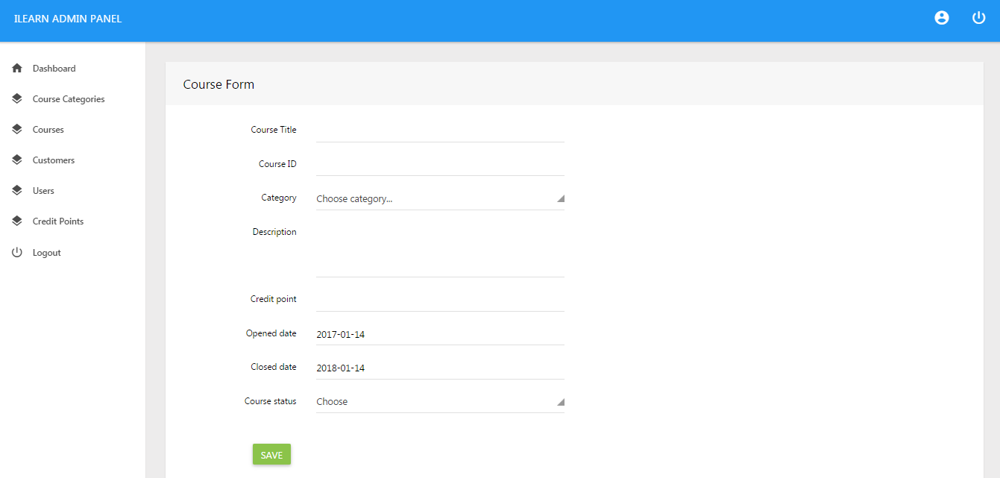 ILEARN ADMIN PANEL
Dashboard
Course Categories
Courses
Customers
Users
Credit Points
Logout
Course Form
Course Title
Course ID
Category Choose category...
Description
Credit point
Opened date 2017-01-14
Closed date 2018-01-14
Course status Choose
SAVE